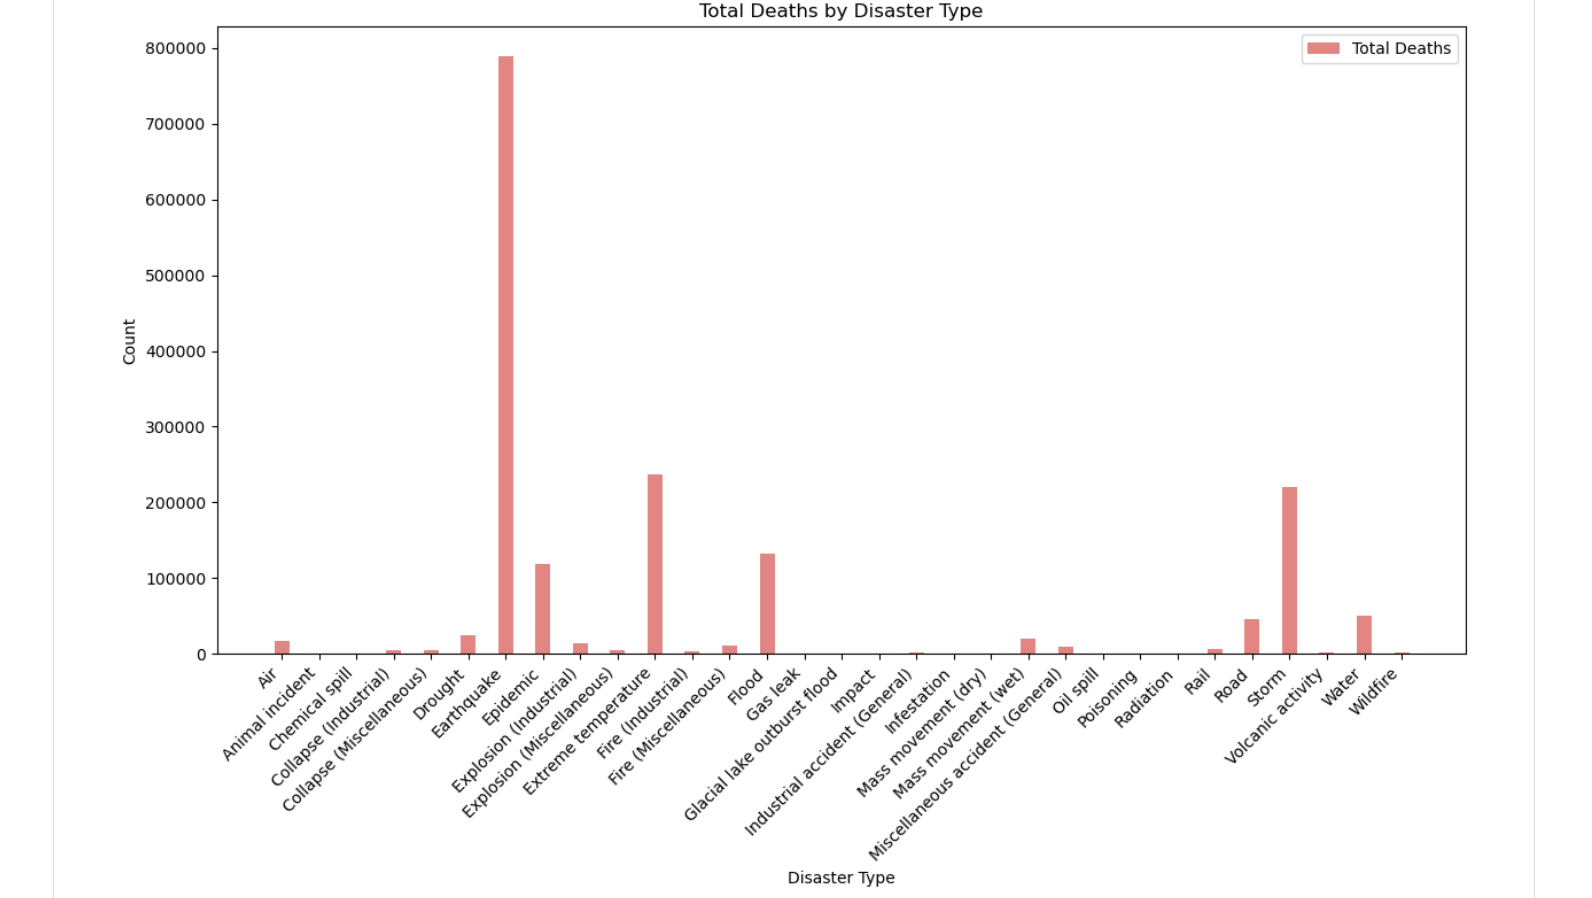 Total Deaths by Disaster Type
Total Deaths
800000
700000
600000
500000
400000
300000
200000
100000
0
Count
Air
Animal incident
Chemical spill
Collapse (Industrial)
Collapse (Miscellaneous)
Drought
Earthquake
Epidemic
Explosion (Industrial)
Explosion (Miscellaneous)
Extreme temperature
Fire (Industrial)
Fire (Miscellaneous)
Flood
Gas leak
Glacial lake outburst flood
Impact
Industrial accident (General)
Infestation
Mass movement (dry)
Mass movement (wet)
Miscellaneous accident (General)
Oil spill
Poisoning
Radiation
Rail
Road
Storm
Volcanic activity
Water
Wildfire
Disaster Type